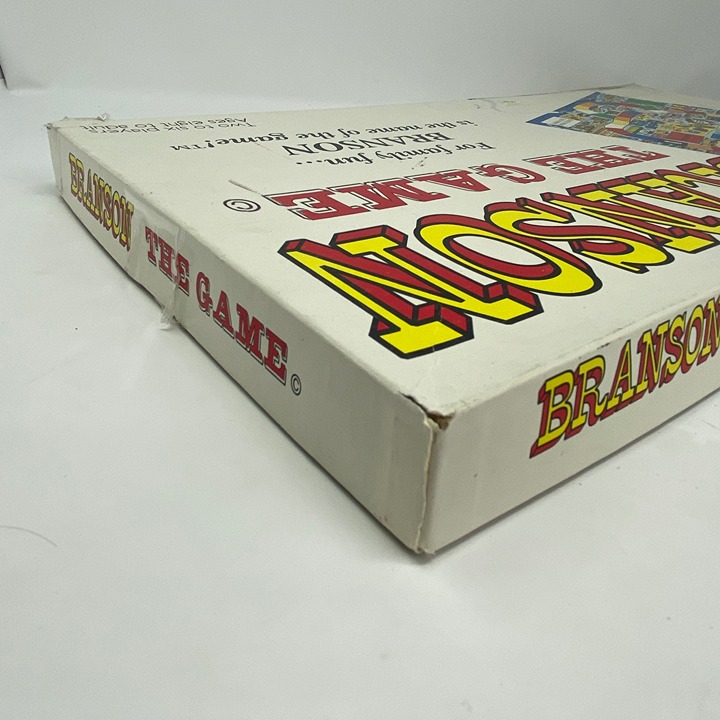 BRANSON
THE GAME ©
For family fun...
BRANSON
is the name of the game!™
Two to six players
Ages eight to adult.
BRANSON THE GAME ©
BRANSON